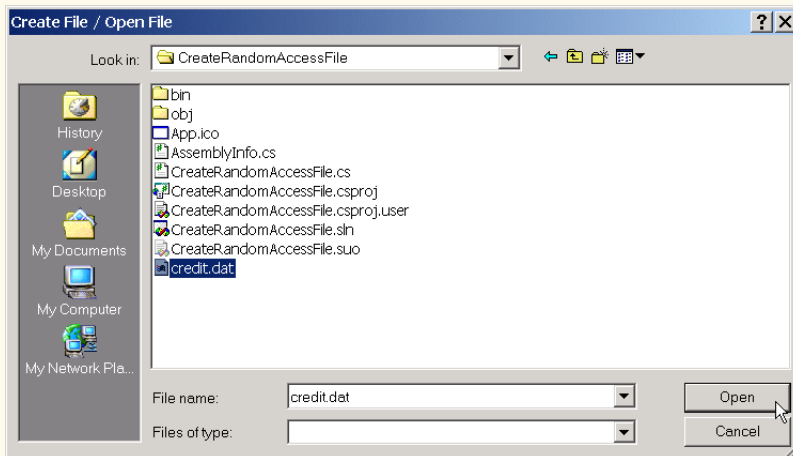 Create File / Open File
Look in: CreateRandomAccessFile
History
Desktop
My Documents
My Computer
My Network Pla...
bin
obj
App.ico
AssemblyInfo.cs
CreateRandomAccessFile.cs
CreateRandomAccessFile.csproj
CreateRandomAccessFile.csproj.user
CreateRandomAccessFile.sln
CreateRandomAccessFile.suo
credit.dat
File name: credit.dat Open
Files of type: Cancel